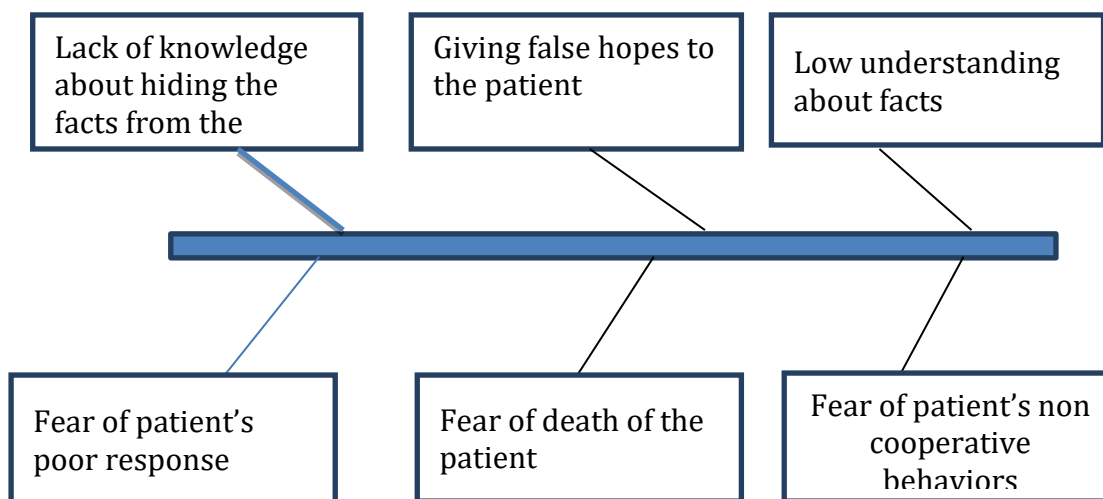 Lack of knowledge
about hiding the
facts from the
Giving false hopes to
the patient
Low understanding
about facts
Fear of patient’s
poor response
Fear of death of the
patient
Fear of patient’s non
cooperative
behaviors